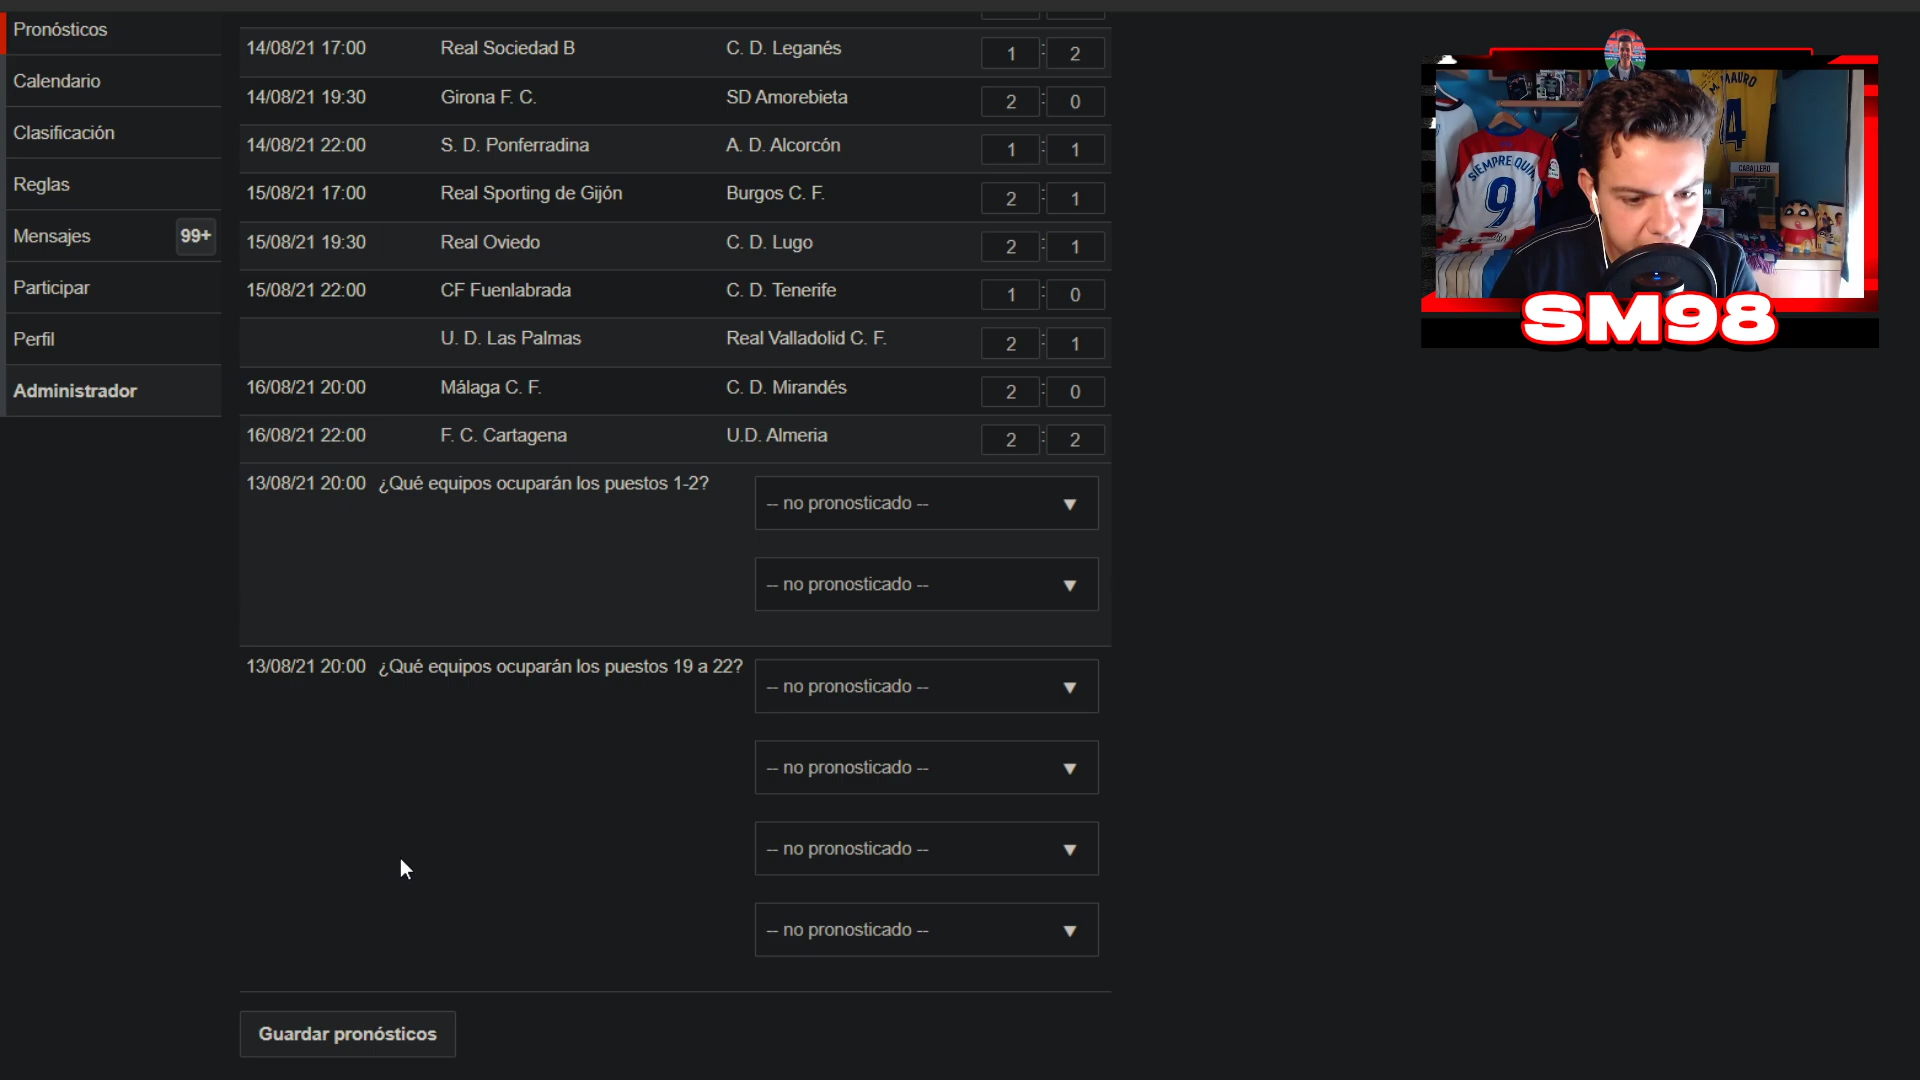 Pronósticos
Calendario
Clasificación
Reglas
Mensajes 99+
Participar
Perfil
Administrador
14/08/21 17:00 Real Sociedad B C. D. Leganés 1 : 2
14/08/21 19:30 Girona F. C. SD Amorebieta 2 : 0
14/08/21 22:00 S. D. Ponferradina A. D. Alcorcón 1 : 1
15/08/21 17:00 Real Sporting de Gijón Burgos C. F. 2 : 1
15/08/21 19:30 Real Oviedo C. D. Lugo 2 : 1
15/08/21 22:00 CF Fuenlabrada C. D. Tenerife 1 : 0
U. D. Las Palmas Real Valladolid C. F. 2 : 1
16/08/21 20:00 Málaga C. F. C. D. Mirandés 2 : 0
16/08/21 22:00 F. C. Cartagena U.D. Almeria 2 : 2
13/08/21 20:00 ¿Qué equipos ocuparán los puestos 1-2?
-- no pronosticado --
-- no pronosticado --
13/08/21 20:00 ¿Qué equipos ocuparán los puestos 19 a 22?
-- no pronosticado --
-- no pronosticado --
-- no pronosticado --
-- no pronosticado --
Guardar pronósticos
SIEMPRE QUINI
9
MAURO
4
CABALLERO
SM98